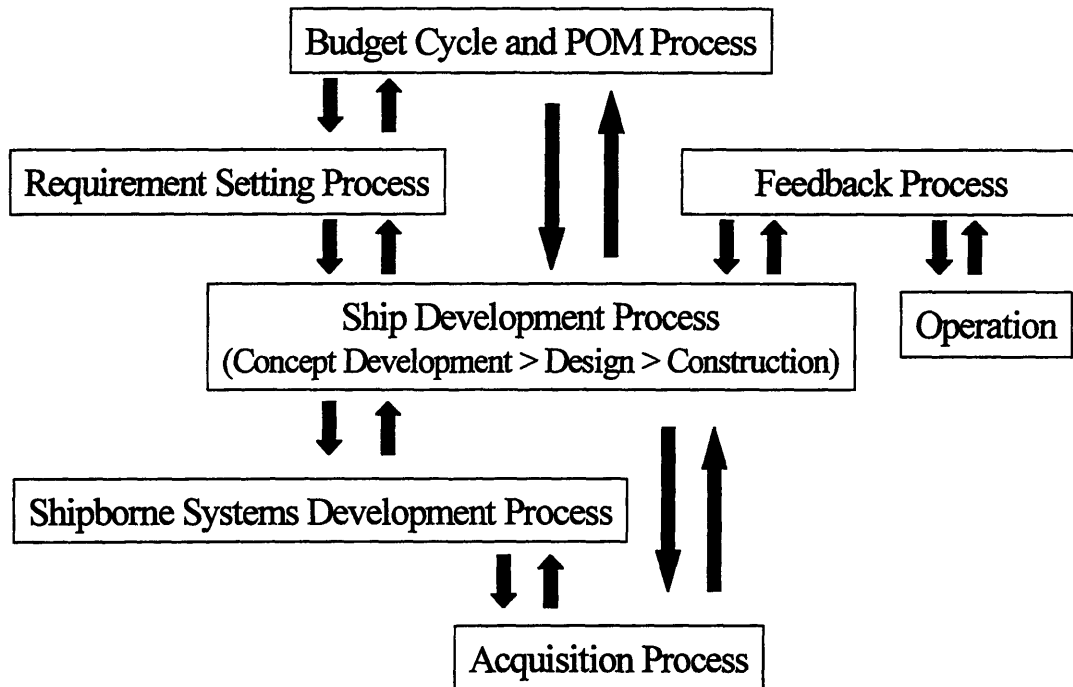 Budget Cycle and POM Process
Requirement Setting Process
Feedback Process
Ship Development Process
(Concept Development > Design > Construction)
Operation
Shipborne Systems Development Process
Acquisition Process